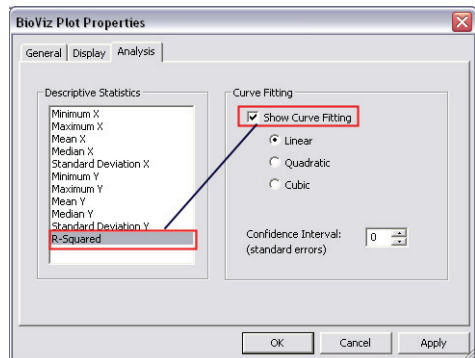 BioViz Plot Properties
General Display Analysis
Descriptive Statistics
Minimum X
Maximum X
Mean X
Median X
Standard Deviation X
Minimum Y
Maximum Y
Mean Y
Median Y
Standard Deviation Y
R-Squared
Curve Fitting
Show Curve Fitting
Linear
Quadratic
Cubic
Confidence Interval: 0
(standard errors)
OK Cancel Apply